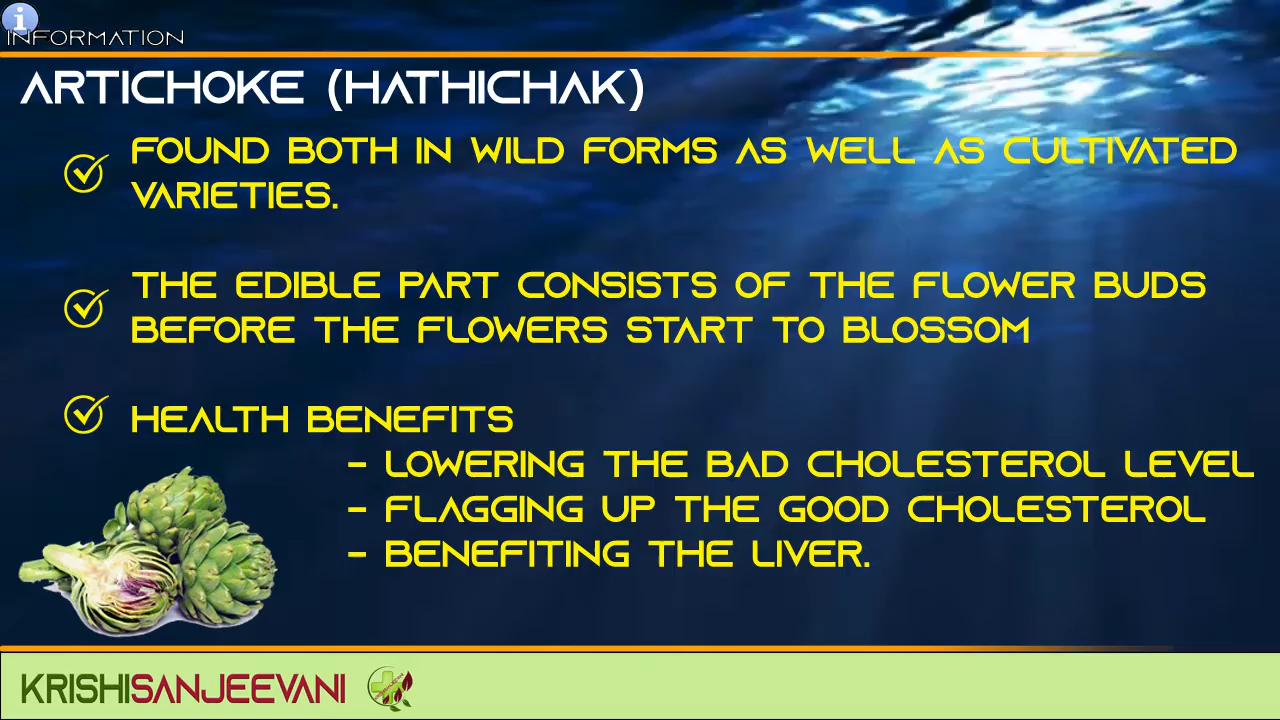 INFORMATION
ARTICHOKE (HATHICHAK)
FOUND BOTH IN WILD FORMS AS WELL AS CULTIVATED
VARIETIES.
THE EDIBLE PART CONSISTS OF THE FLOWER BUDS
BEFORE THE FLOWERS START TO BLOSSOM
HEALTH BENEFITS
- LOWERING THE BAD CHOLESTEROL LEVEL
- FLAGGING UP THE GOOD CHOLESTEROL
- BENEFITING THE LIVER.
KRISHISANJEEVANI